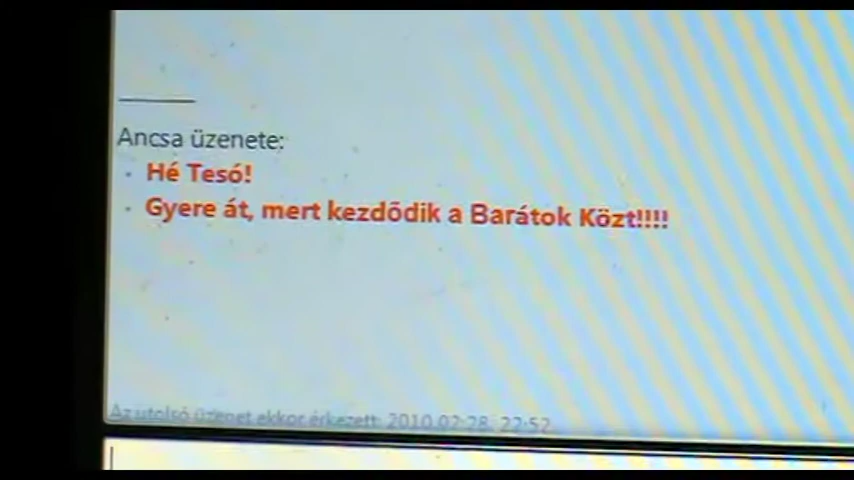 Ancsa üzenete:
Hé Tesó!
Gyere át, mert kezdődik a Barátok Közt!!!!
Az utolsó üzenet ekkor érkezett: 2010.02.28. 22:52